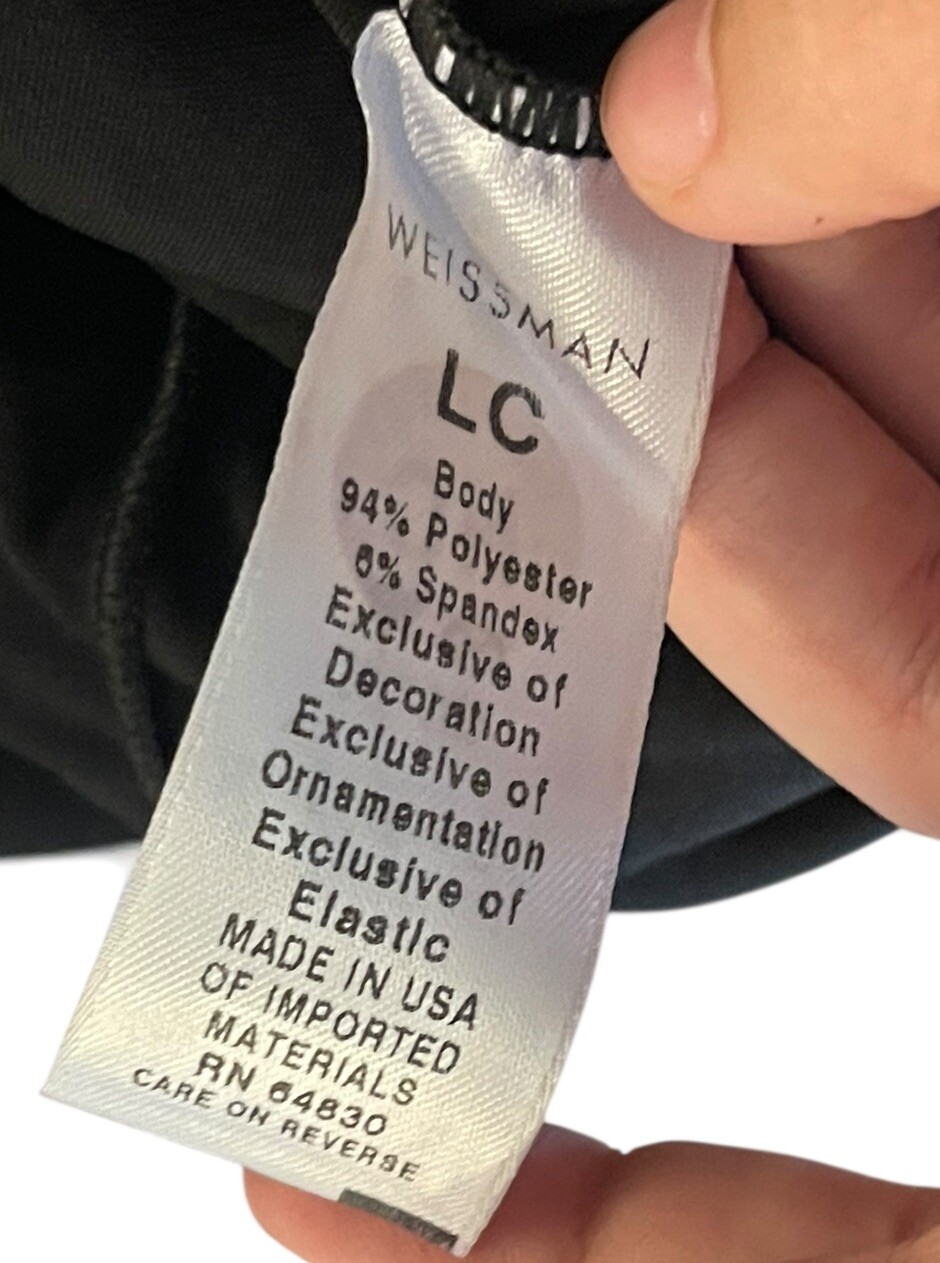 WEISSMAN
LC
Body
94% Polyester
6% Spandex
Exclusive of
Decoration
Exclusive of
Ornamentation
Exclusive of
Elastic
MADE IN USA
OF IMPORTED
MATERIALS
RN 64830
CARE ON REVERSE